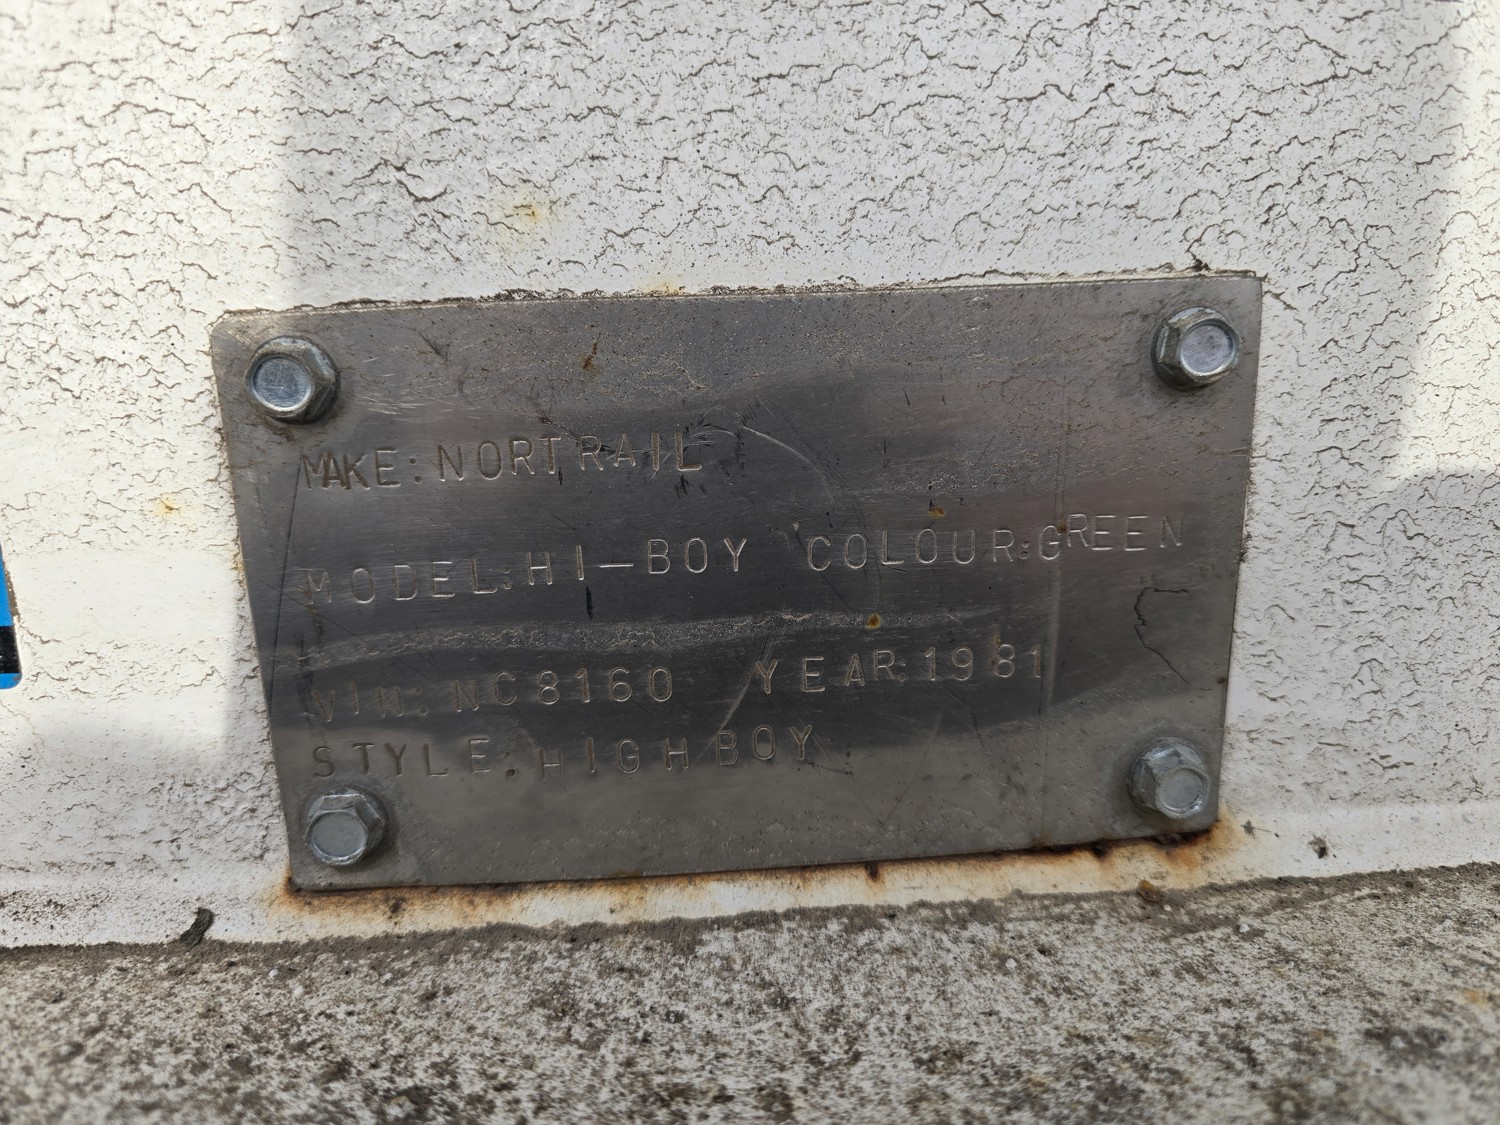 MAKE: NORTRAIL
MODEL: HI-BOY COLOUR: GREEN
VIN: NC8160 YEAR: 1981
STYLE: HIGHBOY